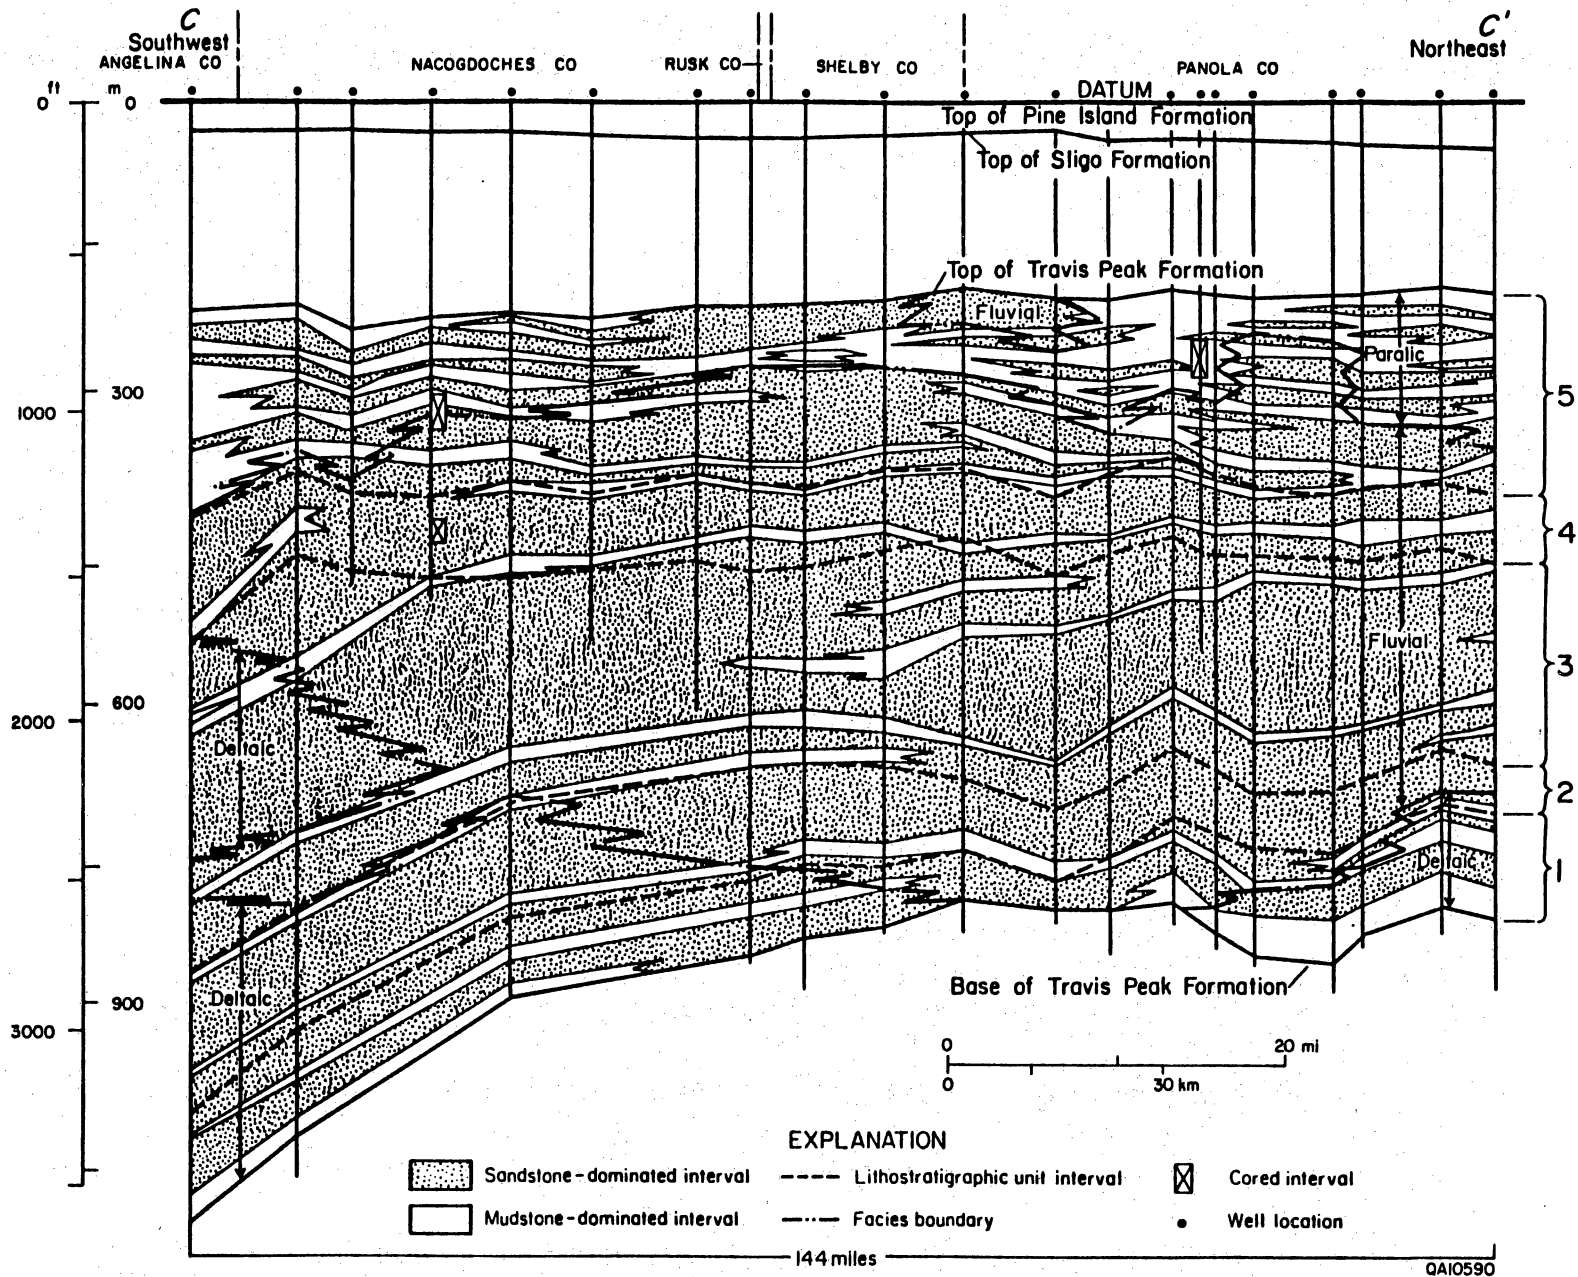 C
C'
Southwest
Northeast
ANGELINA CO
NACOGDOCHES CO
RUSK CO
SHELBY CO
PANOLA CO
ft
m
0
0
DATUM
Top of Pine Island Formation
Top of Sligo Formation
Top of Travis Peak Formation
Fluvial
Paralic
300
1000
5
4
Fluvial
3
600
2000
Deltaic
2
Deltaic
1
Deltaic
900
3000
Base of Travis Peak Formation
0
20 mi
0
30 km
EXPLANATION
Sandstone-dominated interval
Lithostratigraphic unit interval
Cored interval
Mudstone-dominated interval
Facies boundary
Well location
144 miles
QA10590